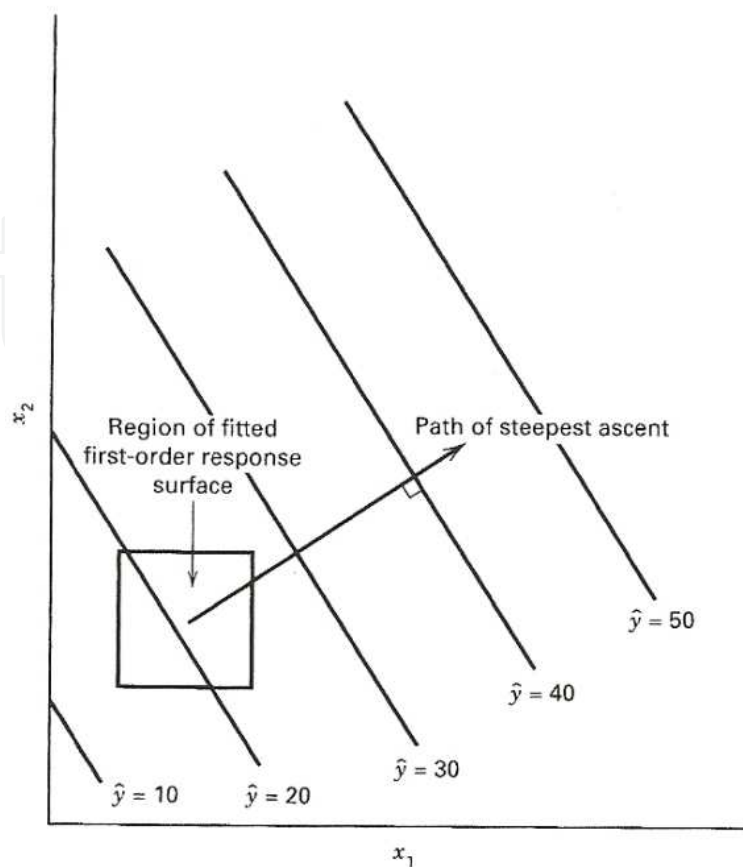 x₂
Region of fitted
first-order response
surface
Path of steepest ascent
ŷ = 50
ŷ = 40
ŷ = 30
ŷ = 20
ŷ = 10
x₁